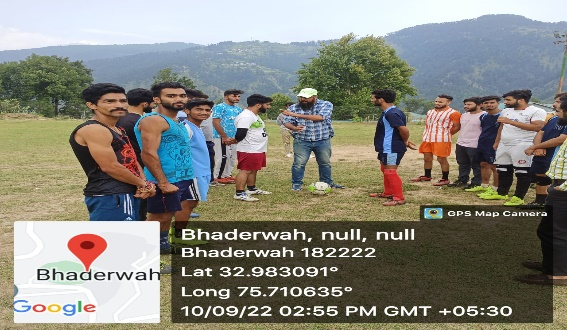 GPS Map Camera
Bhaderwah, null, null
Bhaderwah 182222
Lat 32.983091°
Long 75.710635°
10/09/22 02:55 PM GMT +05:30
Bhaderwah
Google